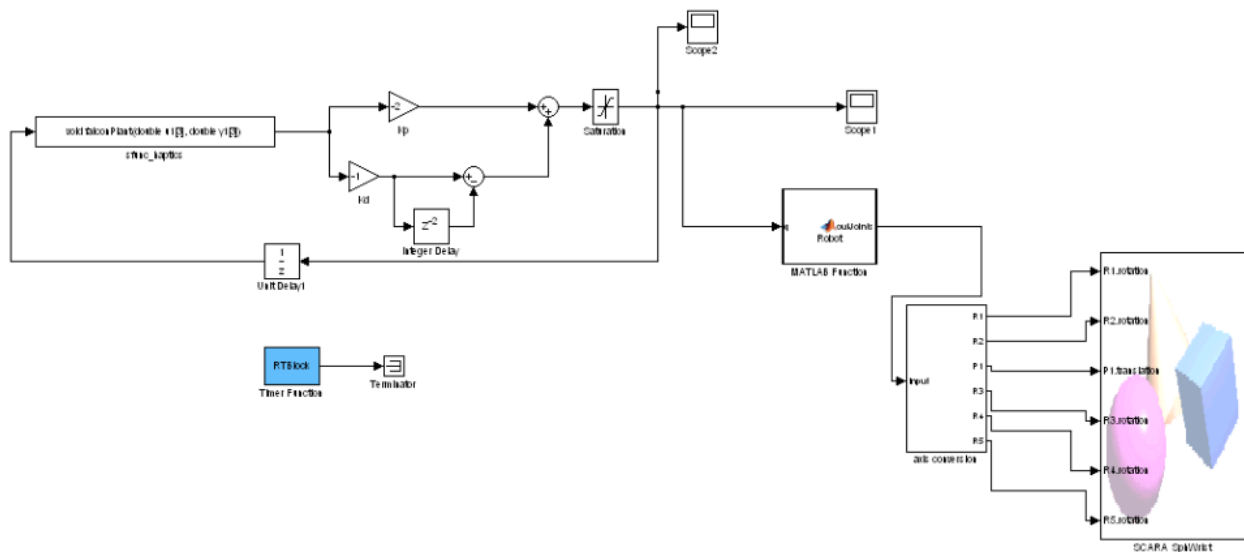 Scope2
void falconPlant(double u1[3], double y1[3])
sfunc_haptics
-2
Kp
Saturation
Scope1
-1
Kd
z-2
Integer Delay
1
z
Unit Delay1
Robot
MATLAB Function
RTBlock
Timer Function
Terminator
Input
R1
R2
P1
R3
R4
R5
axis conversion
R1.rotation
R2.rotation
P1.translation
R3.rotation
R4.rotation
R5.rotation